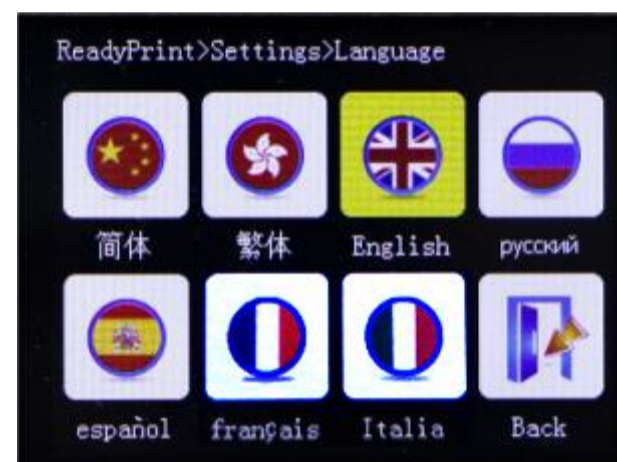 ReadyPrint>Settings>Language
简体 繁体 English русский
español français Italia Back